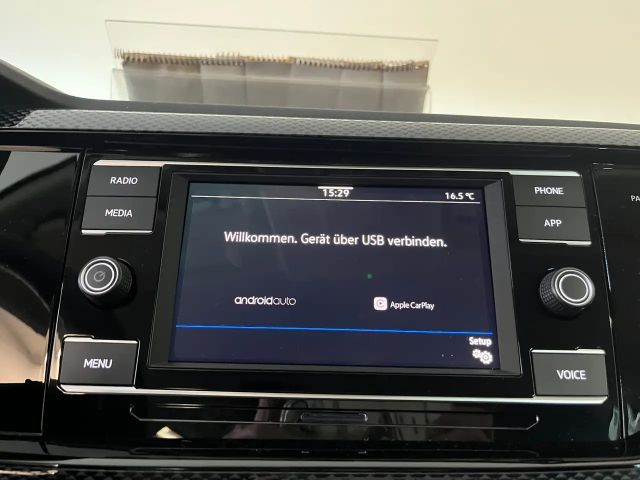 RADIO
MEDIA
MENU
15:29
16.5 °C
Willkommen. Gerät über USB verbinden.
androidauto
Apple CarPlay
Setup
PHONE
APP
VOICE
PA